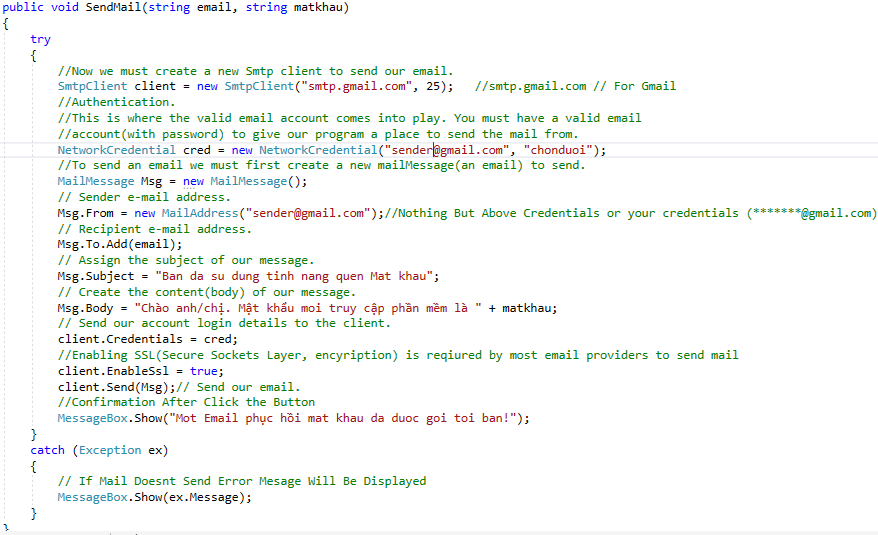 public void SendMail(string email, string matkhau)
{
try
{
//Now we must create a new Smtp client to send our email.
SmtpClient client = new SmtpClient("smtp.gmail.com", 25);   //smtp.gmail.com // For Gmail
//Authentication.
//This is where the valid email account comes into play. You must have a valid email
//account(with password) to give our program a place to send the mail from.
NetworkCredential cred = new NetworkCredential("sender@gmail.com", "chonduoi");
//To send an email we must first create a new mailMessage(an email) to send.
MailMessage Msg = new MailMessage();
// Sender e-mail address.
Msg.From = new MailAddress("sender@gmail.com");//Nothing But Above Credentials or your credentials (*******@gmail.com)
// Recipient e-mail address.
Msg.To.Add(email);
// Assign the subject of our message.
Msg.Subject = "Ban da su dung tinh nang quen Mat khau";
// Create the content(body) of our message.
Msg.Body = "Chào anh/chị. Mật khẩu moi truy cập phần mềm là " + matkhau;
// Send our account login details to the client.
client.Credentials = cred;
//Enabling SSL(Secure Sockets Layer, encyription) is reqiured by most email providers to send mail
client.EnableSsl = true;
client.Send(Msg);// Send our email.
//Confirmation After Click the Button
MessageBox.Show("Mot Email phục hồi mat khau da duoc goi toi ban!");
}
catch (Exception ex)
{
// If Mail Doesnt Send Error Mesage Will Be Displayed
MessageBox.Show(ex.Message);
}
}